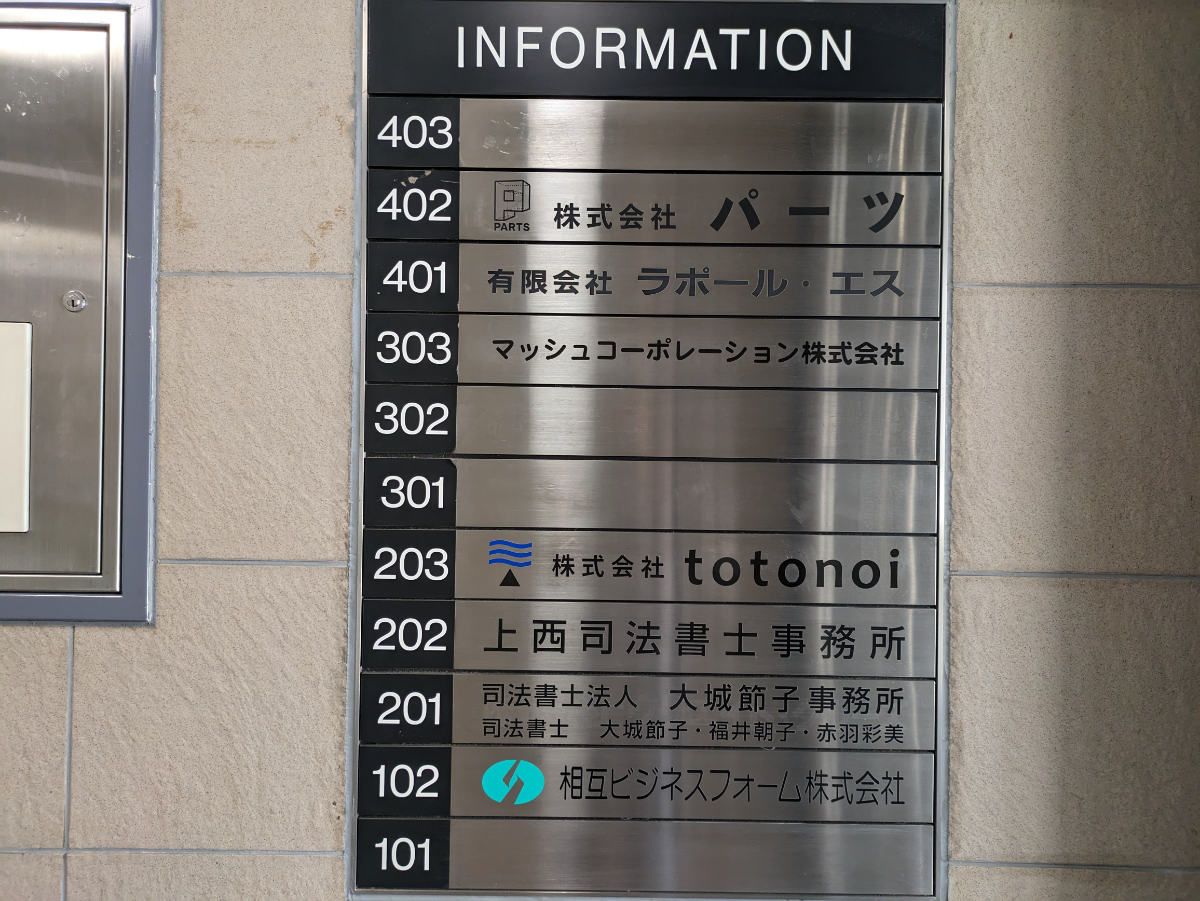 INFORMATION
403
402 PARTS 株式会社 パーツ
401 有限会社 ラポール・エス
303 マッシュコーポレーション株式会社
302
301
203 株式会社 totonoi
202 上西司法書士事務所
201 司法書士法人 大城節子事務所
司法書士 大城節子・福井朝子・赤羽彩美
102 相互ビジネスフォーム株式会社
101